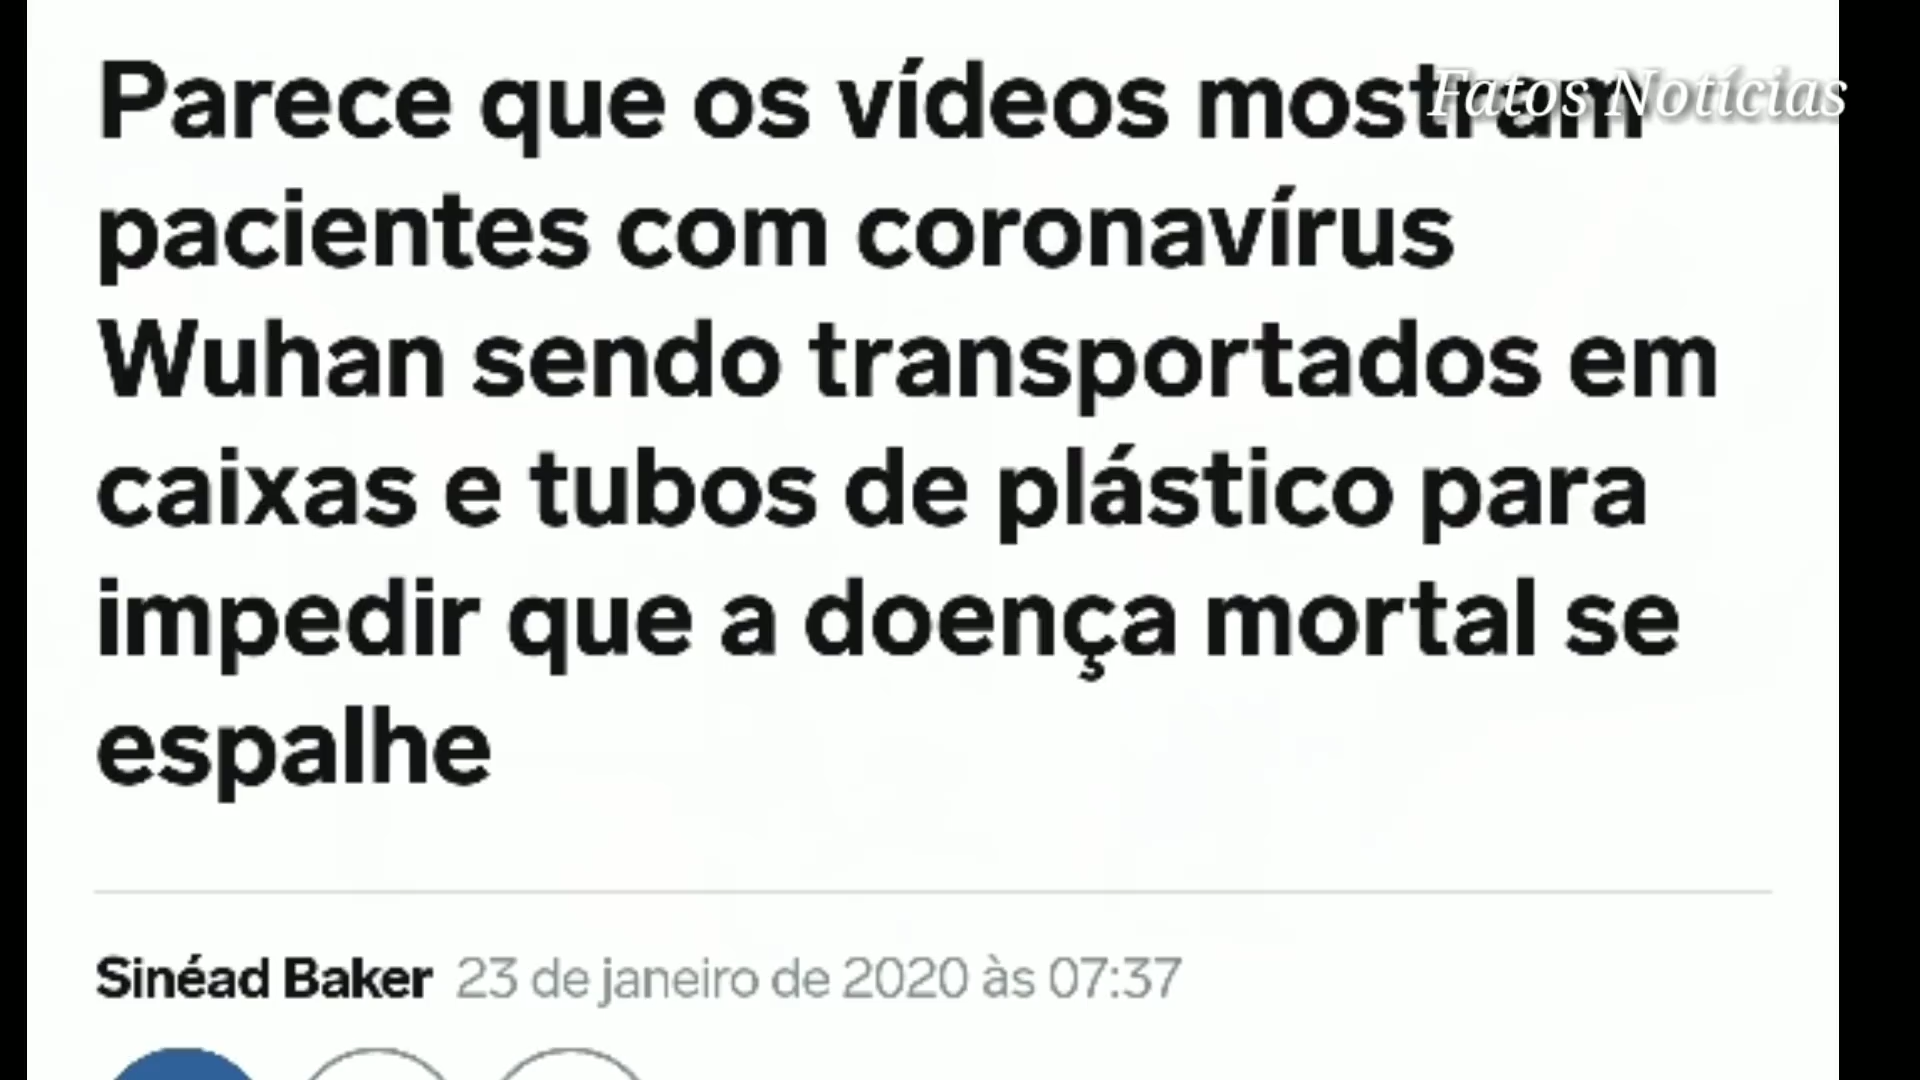 Parece que os vídeos mostram
Fatos Notícias
pacientes com coronavírus
Wuhan sendo transportados em
caixas e tubos de plástico para
impedir que a doença mortal se
espalhe
Sinéad Baker 23 de janeiro de 2020 às 07:37